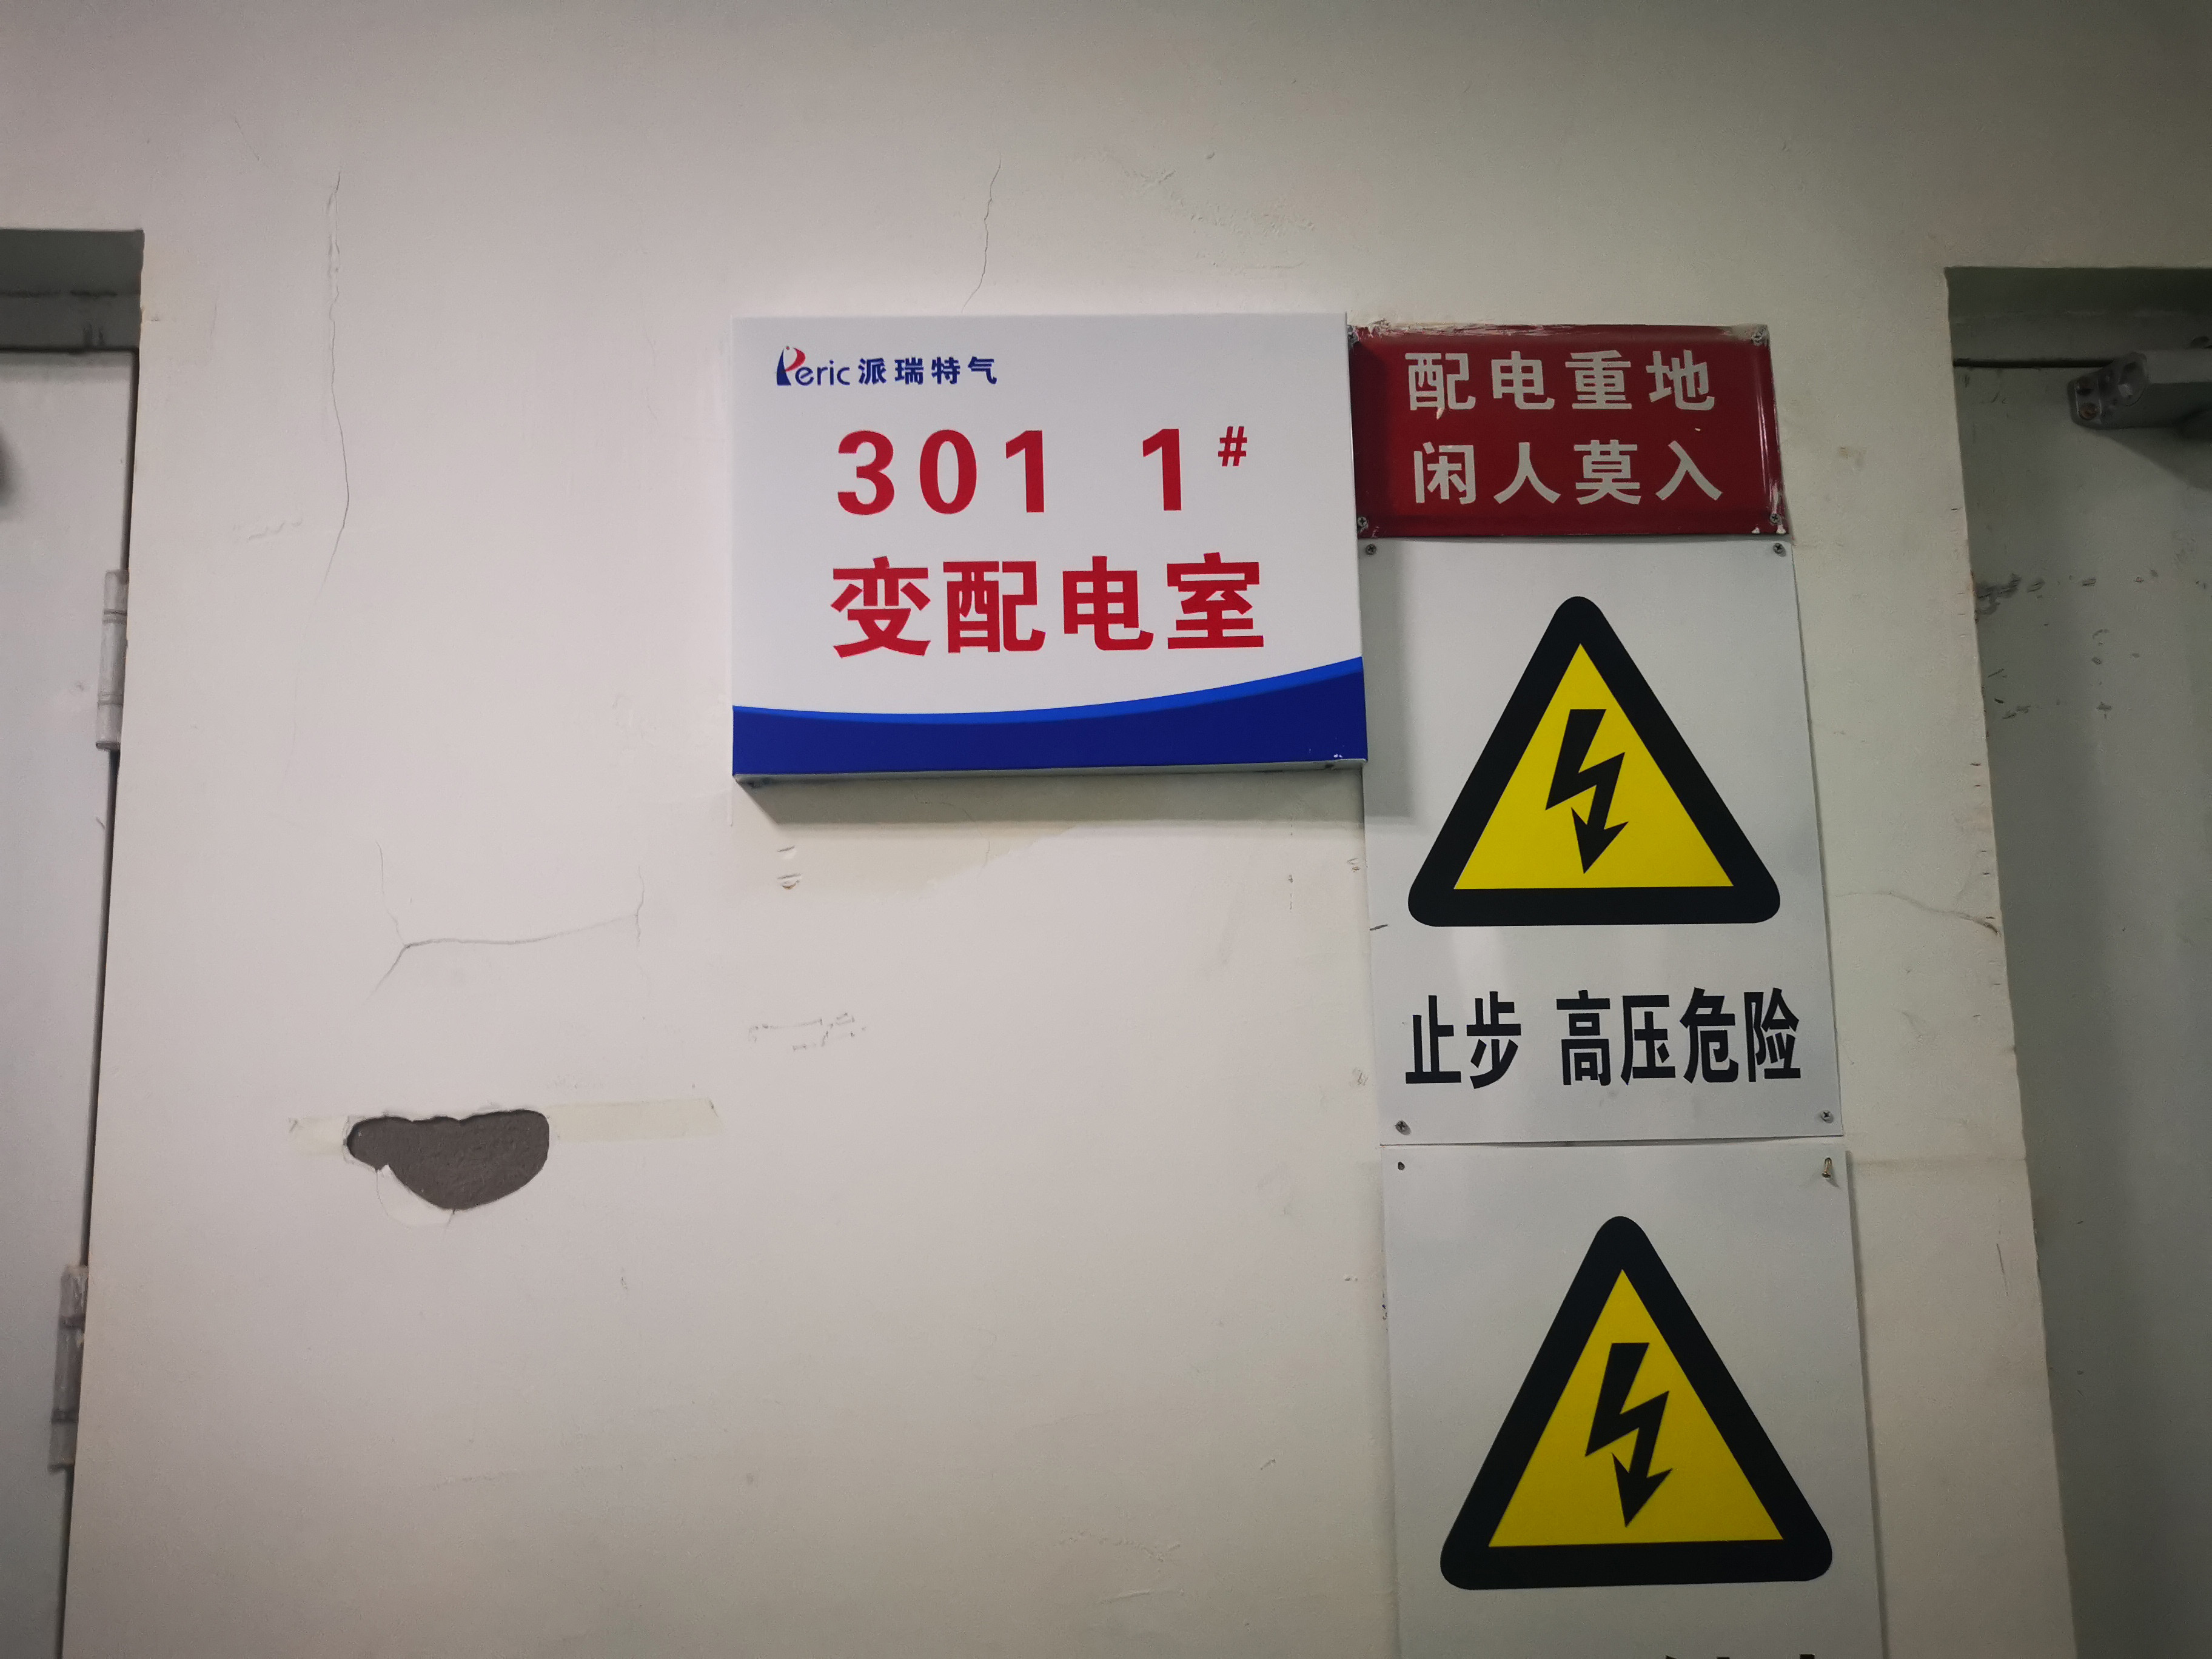 Peric 派瑞特气
301 1#
变配电室
配电重地
闲人莫入
止步 高压危险